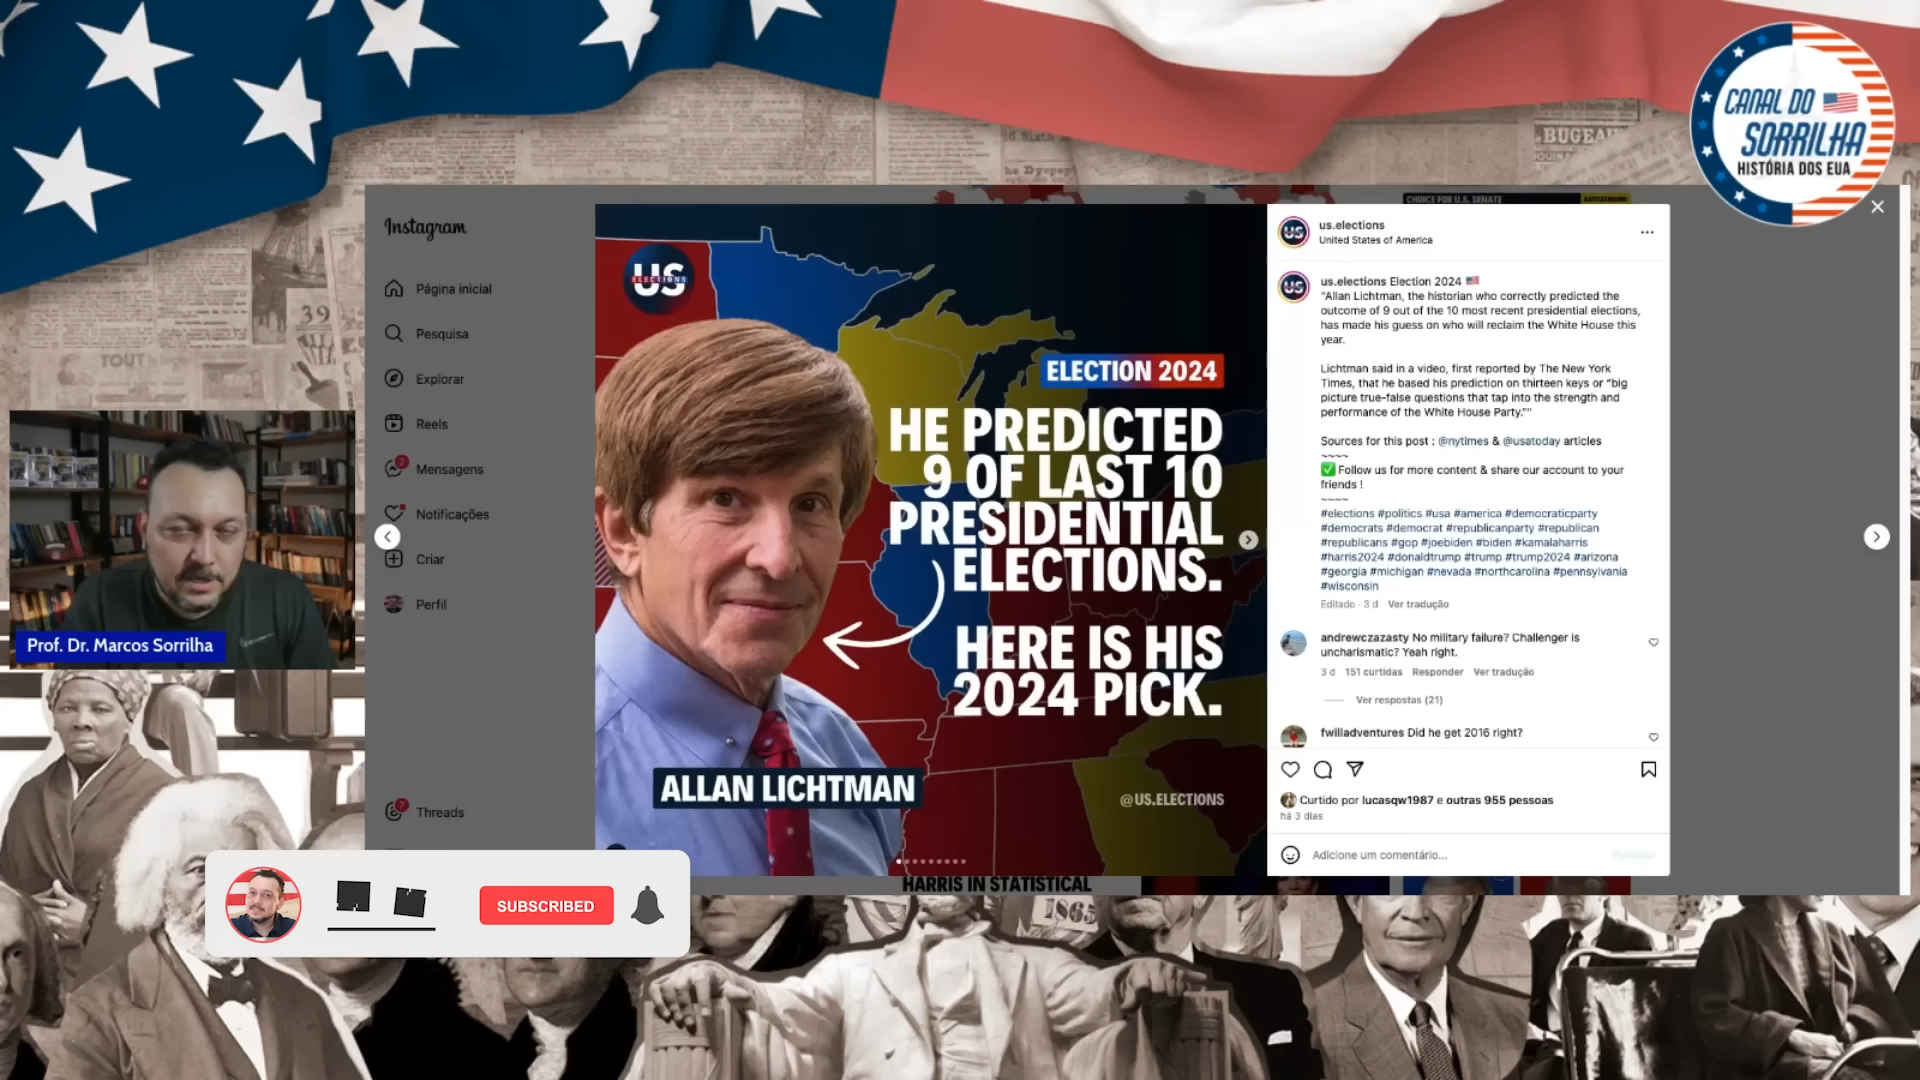 CANAL DO
SORRILHA
HISTÓRIA DOS EUA
39
TOUT
CHOICE FOR U.S. SENATE
Instagram
Página inicial
Pesquisa
Explorar
Reels
2
Mensagens
Notificações
Criar
Perfil
7
Threads
Prof. Dr. Marcos Sorrilha
US
ELECTIONS
ELECTION 2024
HE PREDICTED
9 OF LAST 10
PRESIDENTIAL
ELECTIONS.
HERE IS HIS
2024 PICK.
ALLAN LICHTMAN
@US.ELECTIONS
HARRIS IN STATISTICAL
us.elections
United States of America
us.elections Election 2024 🇺🇸
"Allan Lichtman, the historian who correctly predicted the
outcome of 9 out of the 10 most recent presidential elections,
has made his guess on who will reclaim the White House this
year.
Lichtman said in a video, first reported by The New York
Times, that he based his prediction on thirteen keys or "big
picture true-false questions that tap into the strength and
performance of the White House Party.""
Sources for this post : @nytimes & @usatoday articles
~~~~
✅ Follow us for more content & share our account to your
friends !
~~~~
#elections #politics #usa #america #democraticparty
#democrats #democrat #republicanparty #republican
#republicans #gop #joebiden #biden #kamalaharris
#harris2024 #donaldtrump #trump #trump2024 #arizona
#georgia #michigan #nevada #northcarolina #pennsylvania
#wisconsin
Editado · 3 d Ver tradução
andrewczazasty No military failure? Challenger is
uncharismatic? Yeah right.
3 d 151 curtidas Responder Ver tradução
Ver respostas (21)
fwilladventures Did he get 2016 right?
Curtido por lucasqw1987 e outras 955 pessoas
há 3 dias
Adicione um comentário...
SUBSCRIBED
1865